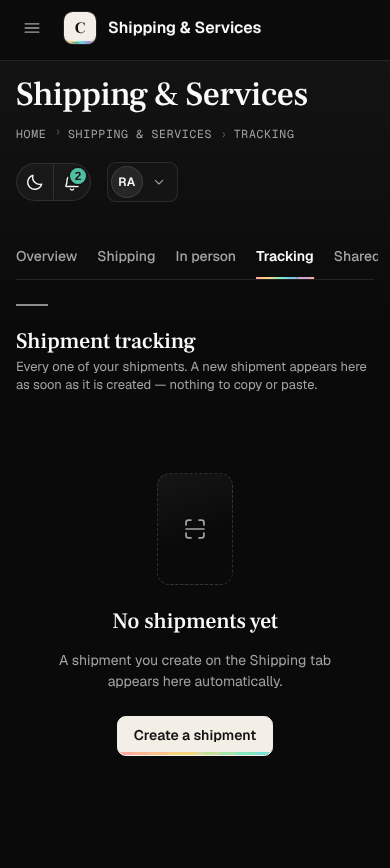 C
Shipping & Services
Shipping & Services
HOME › SHIPPING & SERVICES › TRACKING
2
RA
Overview Shipping In person Tracking Shared
Shipment tracking
Every one of your shipments. A new shipment appears here
as soon as it is created — nothing to copy or paste.
No shipments yet
A shipment you create on the Shipping tab
appears here automatically.
Create a shipment